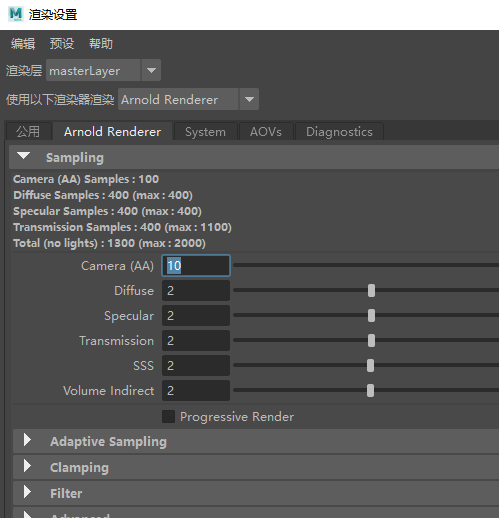 渲染设置
编辑 预设 帮助
渲染层 masterLayer
使用以下渲染器渲染 Arnold Renderer
公用 Arnold Renderer System AOVs Diagnostics
Sampling
Camera (AA) Samples : 100
Diffuse Samples : 400 (max : 400)
Specular Samples : 400 (max : 400)
Transmission Samples : 400 (max : 1100)
Total (no lights) : 1300 (max : 2000)
Camera (AA) 10
Diffuse 2
Specular 2
Transmission 2
SSS 2
Volume Indirect 2
Progressive Render
Adaptive Sampling
Clamping
Filter
Advanced